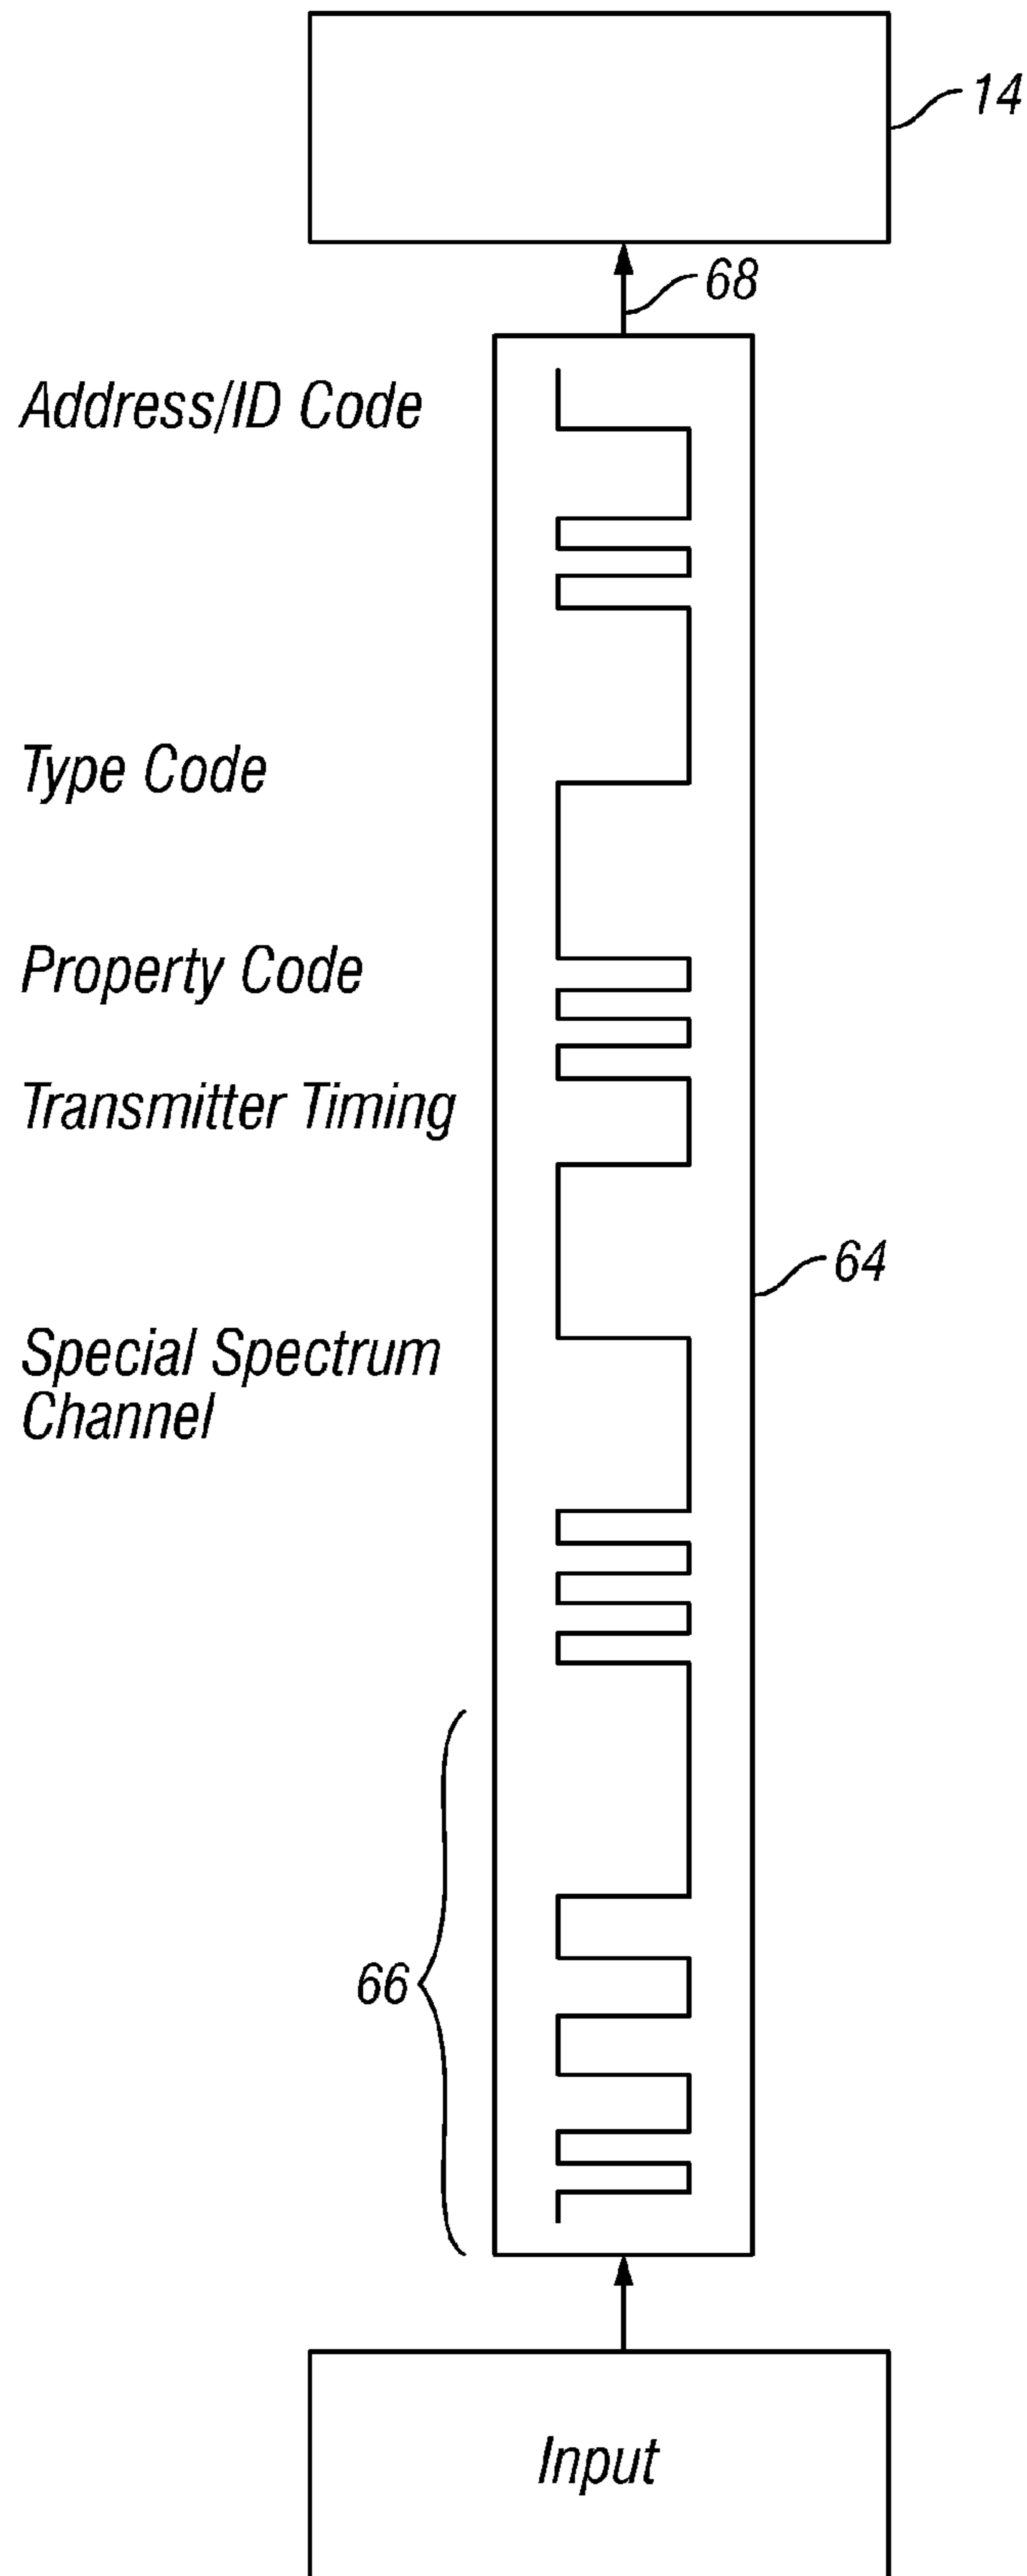 14
68
Address/ID Code
Type Code
Property Code
Transmitter Timing
64
Special Spectrum
Channel
66
Input